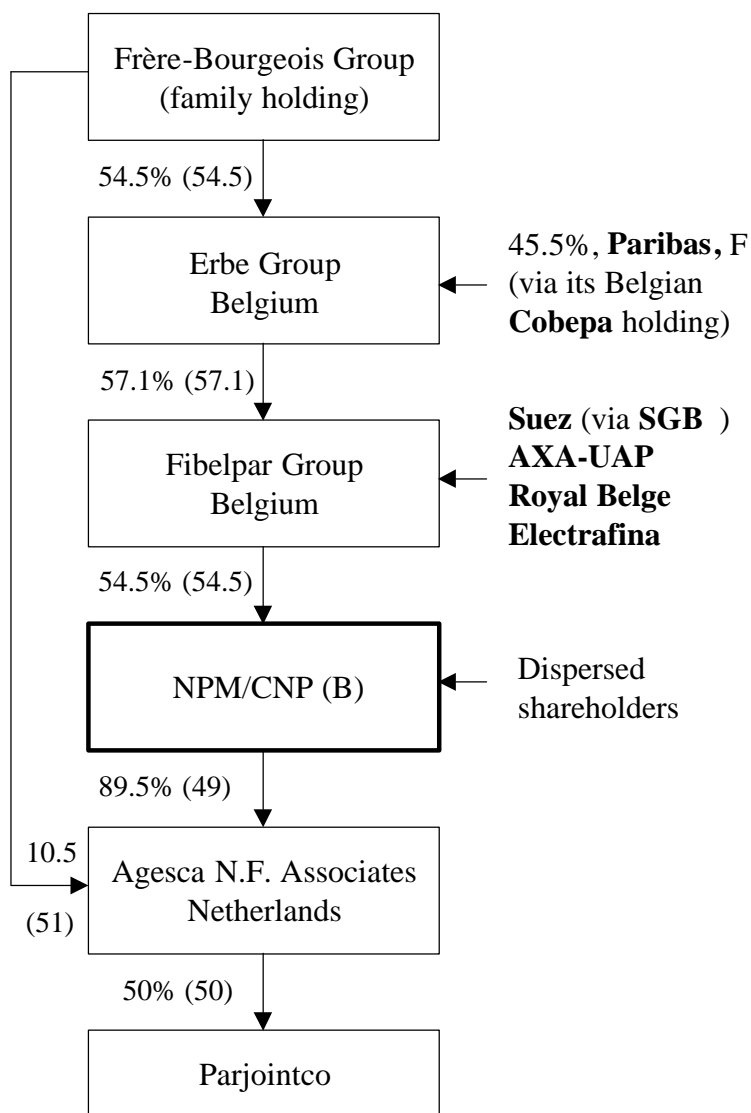 Frère-Bourgeois Group
(family holding)
54.5% (54.5)
Erbe Group
Belgium
45.5%, Paribas, F
(via its Belgian
Cobepa holding)
57.1% (57.1)
Fibelpar Group
Belgium
Suez (via SGB )
AXA-UAP
Royal Belge
Electrafina
54.5% (54.5)
NPM/CNP (B)
Dispersed
shareholders
89.5% (49)
10.5
(51)
Agesca N.F. Associates
Netherlands
50% (50)
Parjointco